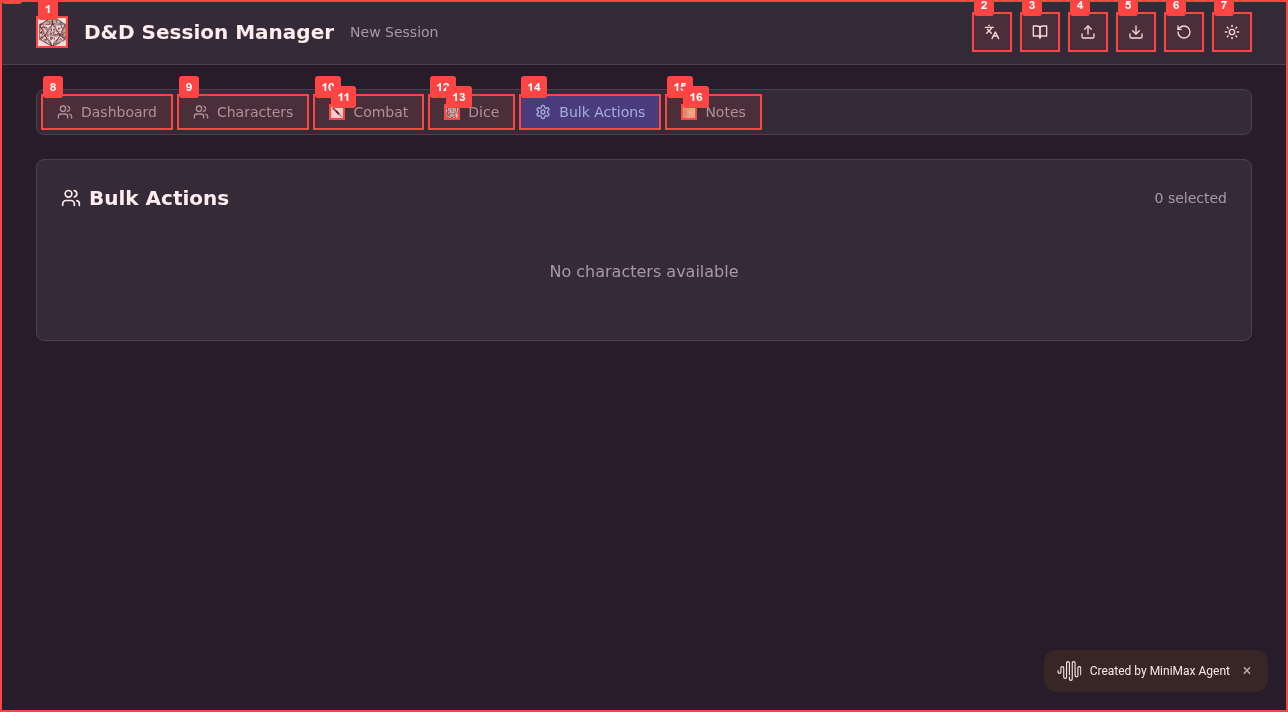 1
2
3
4
5
6
7
D&D Session Manager New Session
8
9
10
11
12
13
14
15
16
Dashboard
Characters
Combat
Dice
Bulk Actions
Notes
Bulk Actions
0 selected
No characters available
Created by MiniMax Agent ×